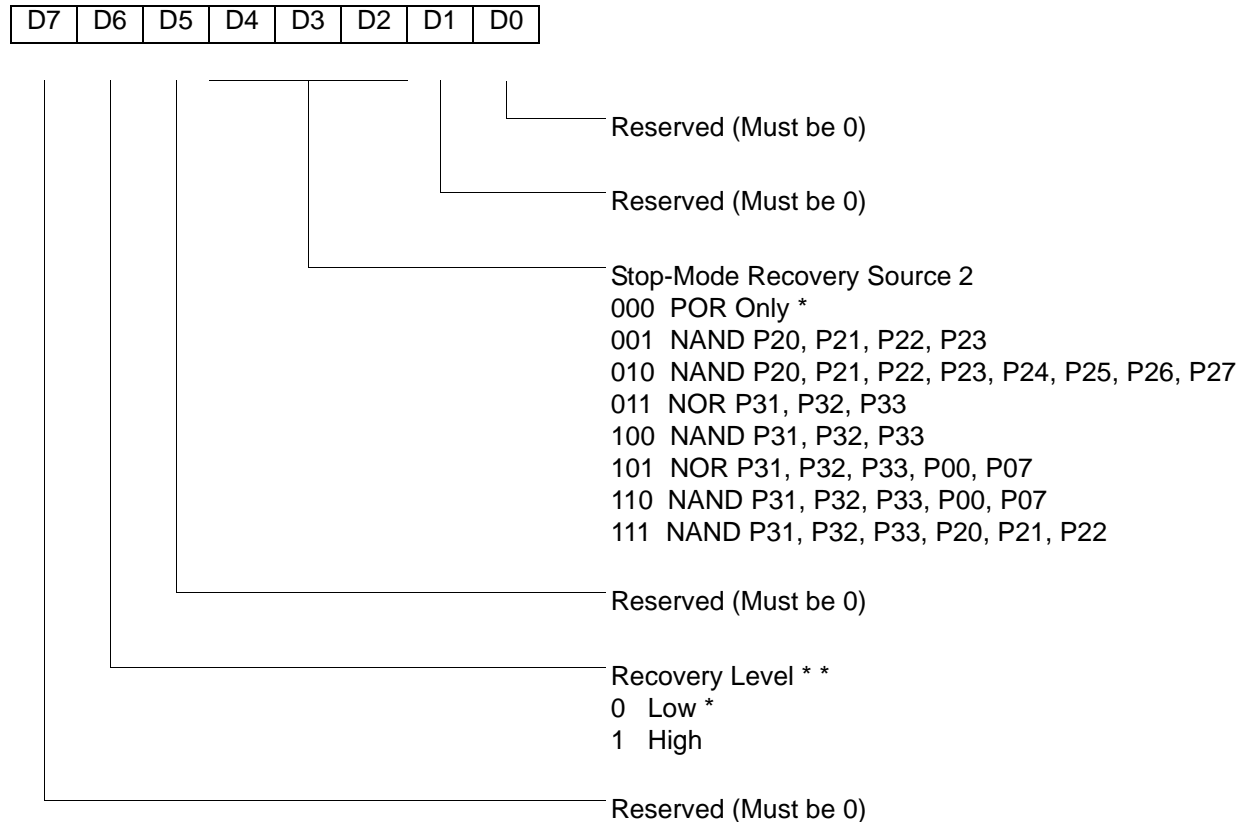 D7 D6 D5 D4 D3 D2 D1 D0
Reserved (Must be 0)
Reserved (Must be 0)
Stop-Mode Recovery Source 2
000 POR Only *
001 NAND P20, P21, P22, P23
010 NAND P20, P21, P22, P23, P24, P25, P26, P27
011 NOR P31, P32, P33
100 NAND P31, P32, P33
101 NOR P31, P32, P33, P00, P07
110 NAND P31, P32, P33, P00, P07
111 NAND P31, P32, P33, P20, P21, P22
Reserved (Must be 0)
Recovery Level * *
0 Low *
1 High
Reserved (Must be 0)